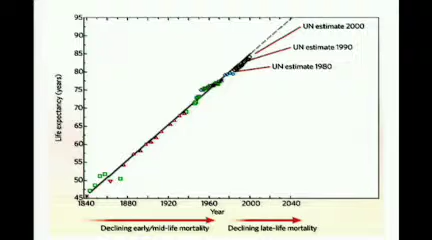 95
90
85
80
75
70
65
60
55
50
45
Life expectancy (years)
UN estimate 2000
UN estimate 1990
UN estimate 1980
1840 1880 1920 1960 2000 2040
Year
Declining early/mid-life mortality
Declining late-life mortality